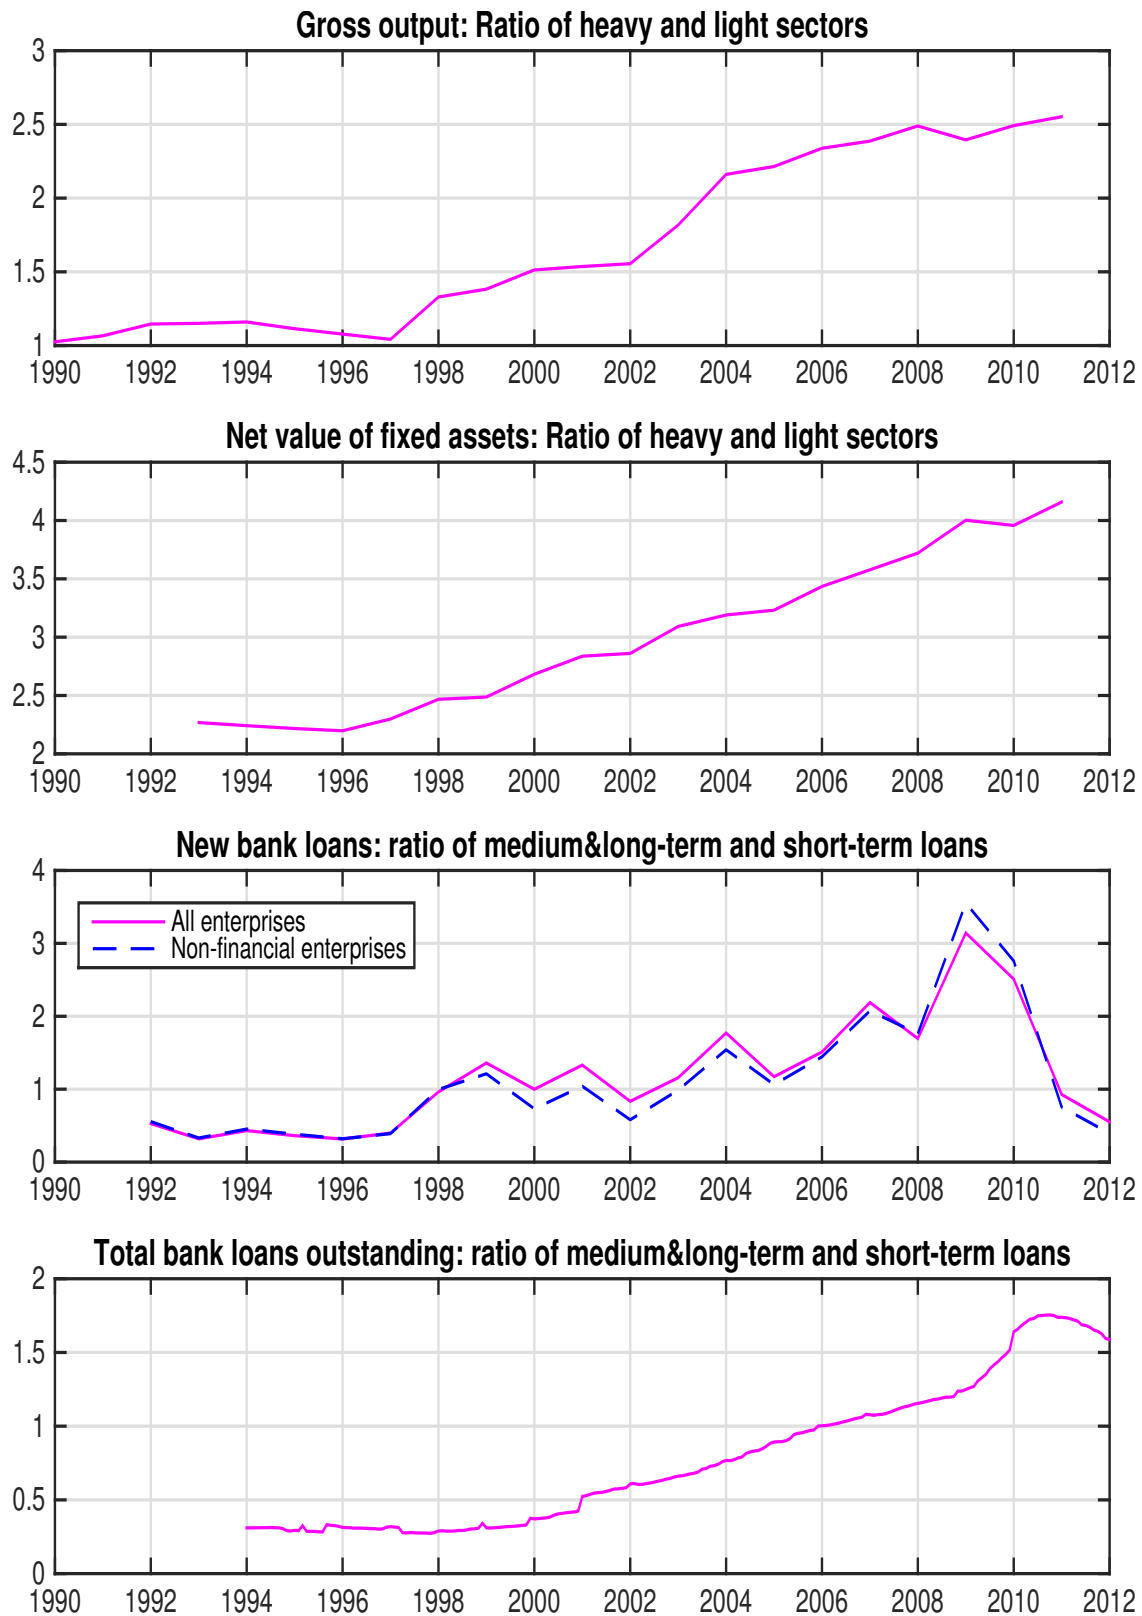 Gross output: Ratio of heavy and light sectors
3
2.5
2
1.5
1
1990 1992 1994 1996 1998 2000 2002 2004 2006 2008 2010 2012
Net value of fixed assets: Ratio of heavy and light sectors
4.5
4
3.5
3
2.5
2
1990 1992 1994 1996 1998 2000 2002 2004 2006 2008 2010 2012
New bank loans: ratio of medium&long-term and short-term loans
4
All enterprises
Non-financial enterprises
3
2
1
0
1990 1992 1994 1996 1998 2000 2002 2004 2006 2008 2010 2012
Total bank loans outstanding: ratio of medium&long-term and short-term loans
2
1.5
1
0.5
0
1990 1992 1994 1996 1998 2000 2002 2004 2006 2008 2010 2012